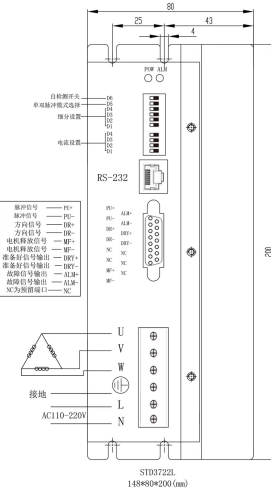 80
25
43
4
POW ALM
自检测开关
D6
单双脉冲模式选择
D5
细分设置
D4
D3
D2
D1
电流设置
D4
D3
D2
D1
RS-232
脉冲信号 PU+
脉冲信号 PU-
方向信号 DR+
方向信号 DR-
电机释放信号 MF+
电机释放信号 MF-
准备好信号输出 DRY+
准备好信号输出 DRY-
故障信号输出 ALM+
故障信号输出 ALM-
NC为预留端口 NC
PU+
PU-
DR+
DR-
NC
NC
MF+
MF-
ALM+
ALM-
DRY+
DRY-
NC
NC
NC
200
U
V
W
接地
L
AC110-220V
N
STD3722L
148*80*200(mm)